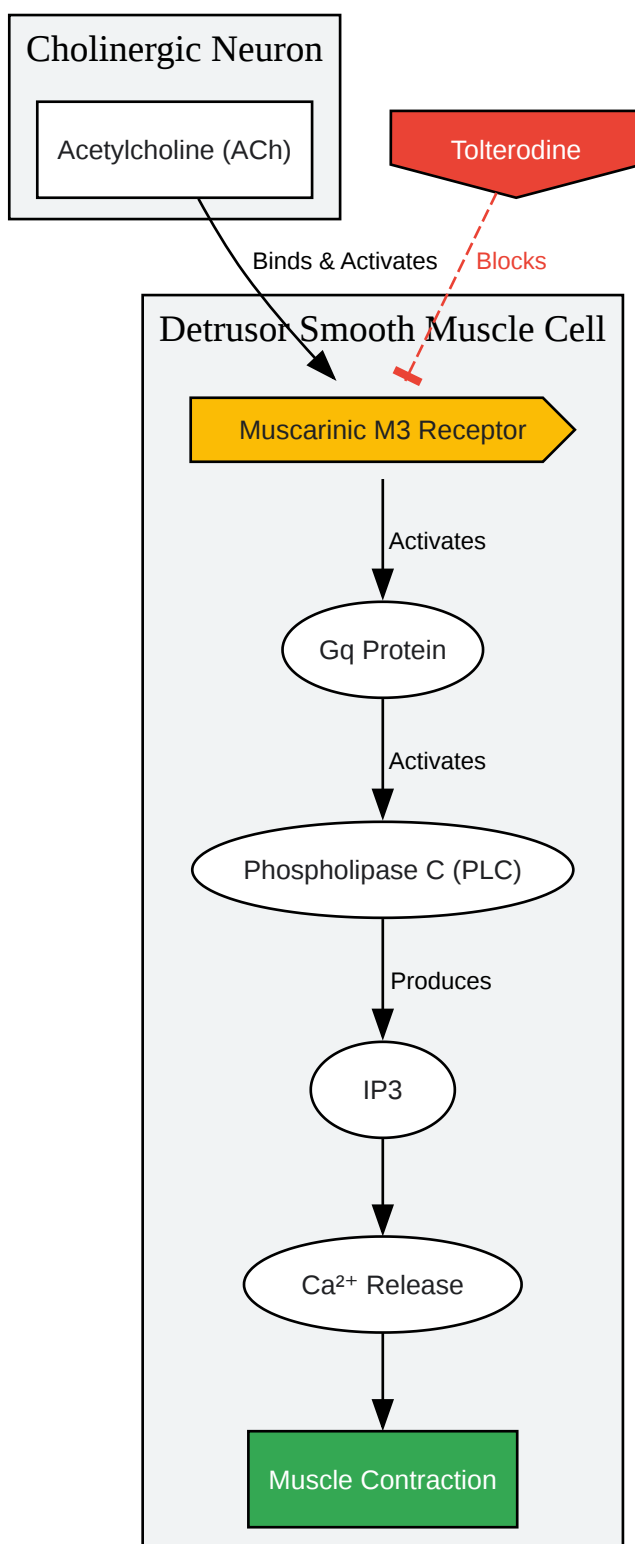 Cholinergic Neuron
Acetylcholine (ACh)
Tolterodine
Binds & Activates
Blocks
Detrusor Smooth Muscle Cell
Muscarinic M3 Receptor
Activates
Gq Protein
Activates
Phospholipase C (PLC)
Produces
IP3
Ca²⁺ Release
Muscle Contraction